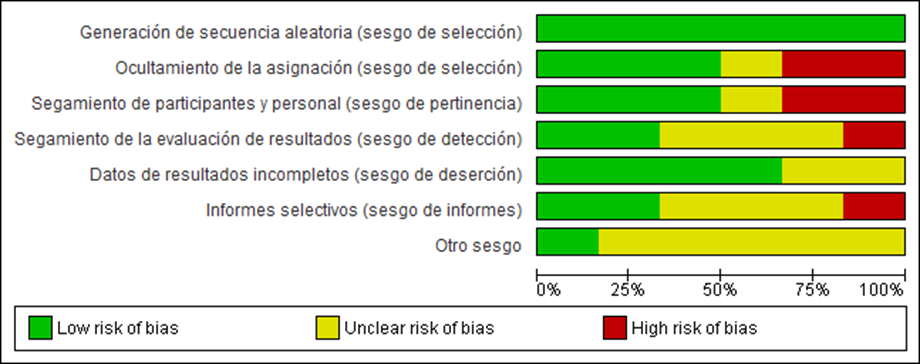 Generación de secuencia aleatoria (sesgo de selección)
Ocultamiento de la asignación (sesgo de selección)
Segamiento de participantes y personal (sesgo de pertinencia)
Segamiento de la evaluación de resultados (sesgo de detección)
Datos de resultados incompletos (sesgo de deserción)
Informes selectivos (sesgo de informes)
Otro sesgo
0% 25% 50% 75% 100%
Low risk of bias Unclear risk of bias High risk of bias